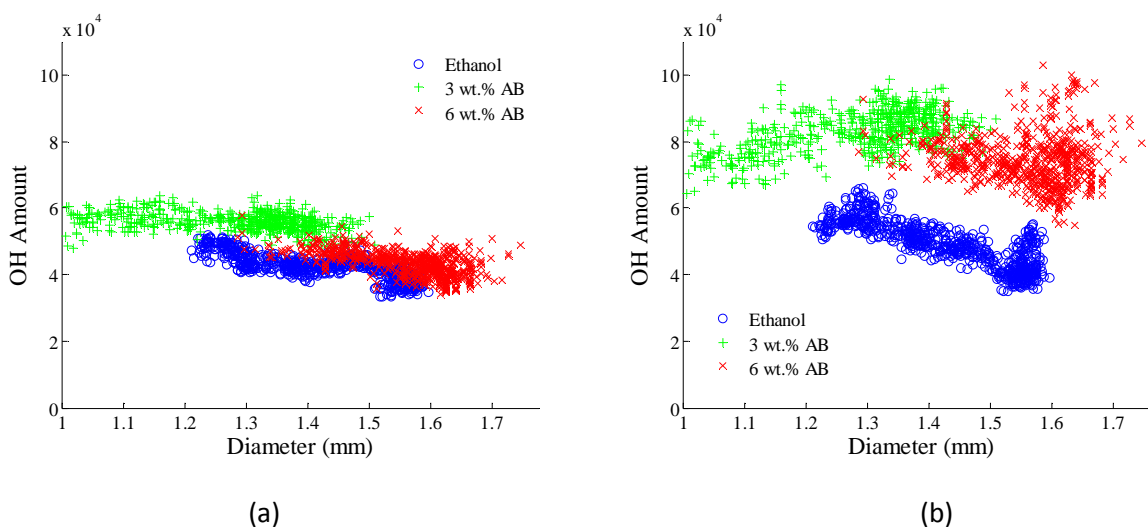 x 10^4
10
8
6
4
2
0
OH Amount
Ethanol
3 wt.% AB
6 wt.% AB
1 1.1 1.2 1.3 1.4 1.5 1.6 1.7
Diameter (mm)
(a)
x 10^4
10
8
6
4
2
0
OH Amount
Ethanol
3 wt.% AB
6 wt.% AB
1 1.1 1.2 1.3 1.4 1.5 1.6 1.7
Diameter (mm)
(b)